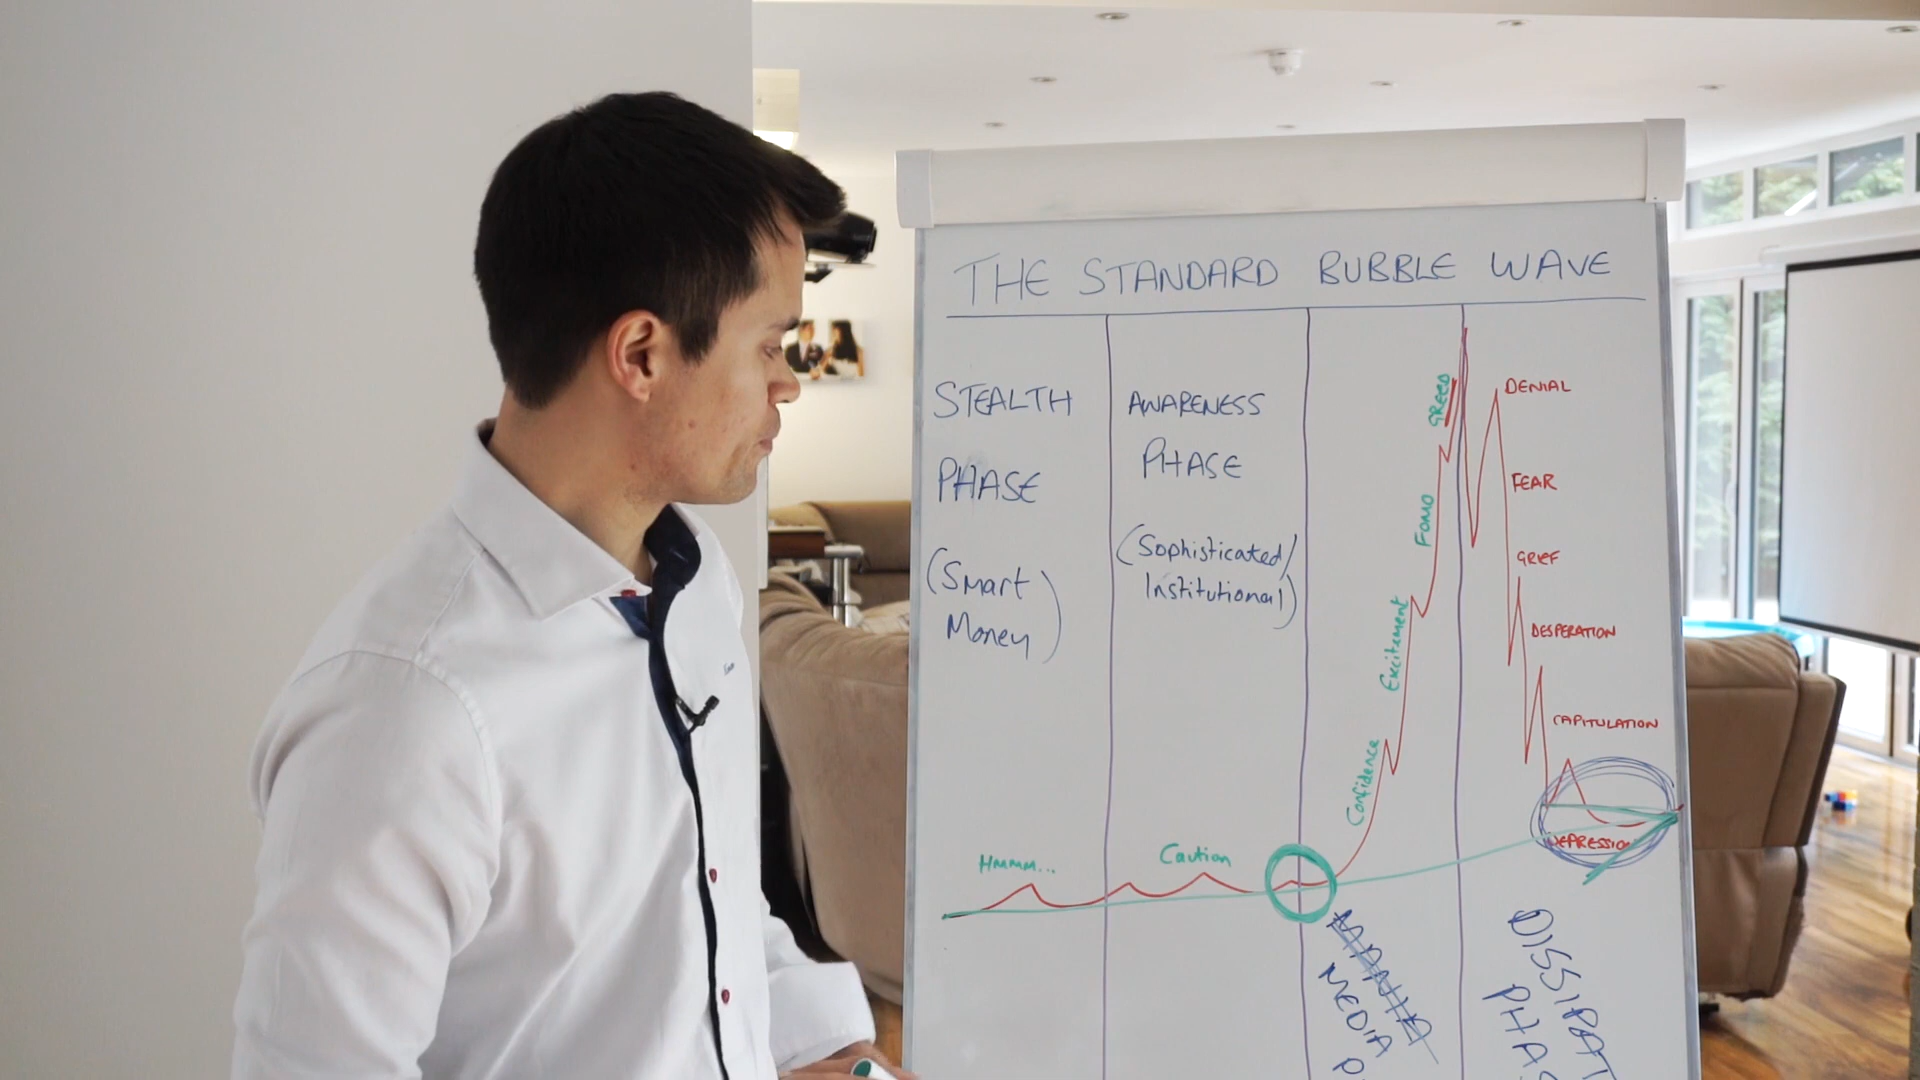 THE STANDARD BUBBLE WAVE
STEALTH
PHASE
(Smart
Money)
Hmmm...
AWARENESS
PHASE
(Sophisticated/
Institutional)
Caution
Confidence
Excitement
FOMO
GREED
MEDIA
DENIAL
FEAR
GRIEF
DESPERATION
CAPITULATION
DEPRESSION
DISSIPAT
PHA